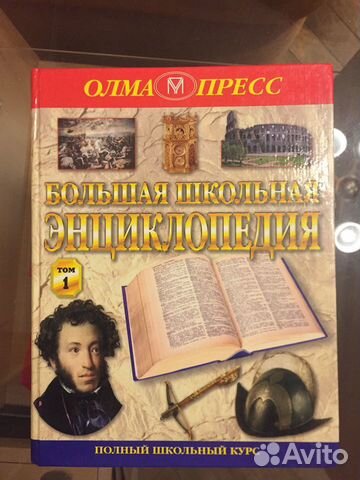 ОЛМА М ПРЕСС
БОЛЬШАЯ ШКОЛЬНАЯ
ЭНЦИКЛОПЕДИЯ
ТОМ
1
ПОЛНЫЙ ШКОЛЬНЫЙ КУРС
Avito